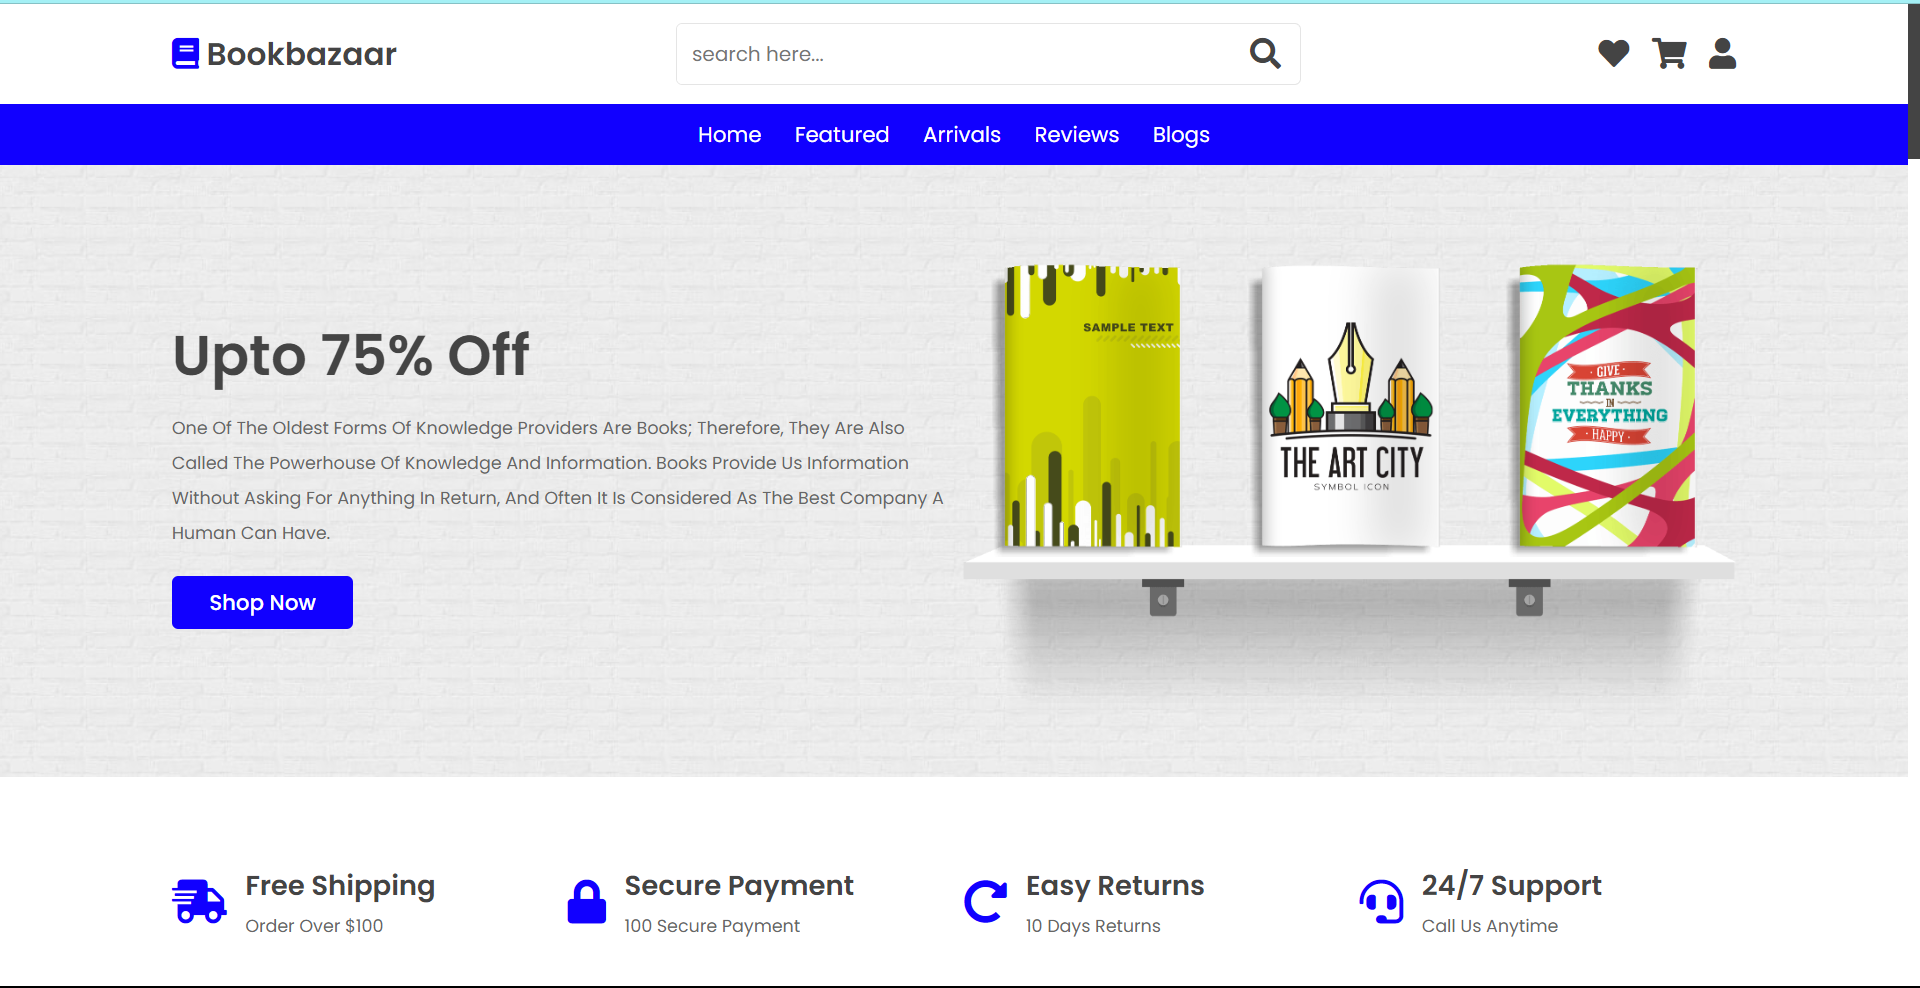 Bookbazaar
search here...
Home Featured Arrivals Reviews Blogs
Upto 75% Off
One Of The Oldest Forms Of Knowledge Providers Are Books; Therefore, They Are Also
Called The Powerhouse Of Knowledge And Information. Books Provide Us Information
Without Asking For Anything In Return, And Often It Is Considered As The Best Company A
Human Can Have.
Shop Now
SAMPLE TEXT
THE ART CITY
SYMBOL ICON
· GIVE ·
THANKS
IN
EVERYTHING
· HAPPY ·
Free Shipping
Order Over $100
Secure Payment
100 Secure Payment
Easy Returns
10 Days Returns
24/7 Support
Call Us Anytime